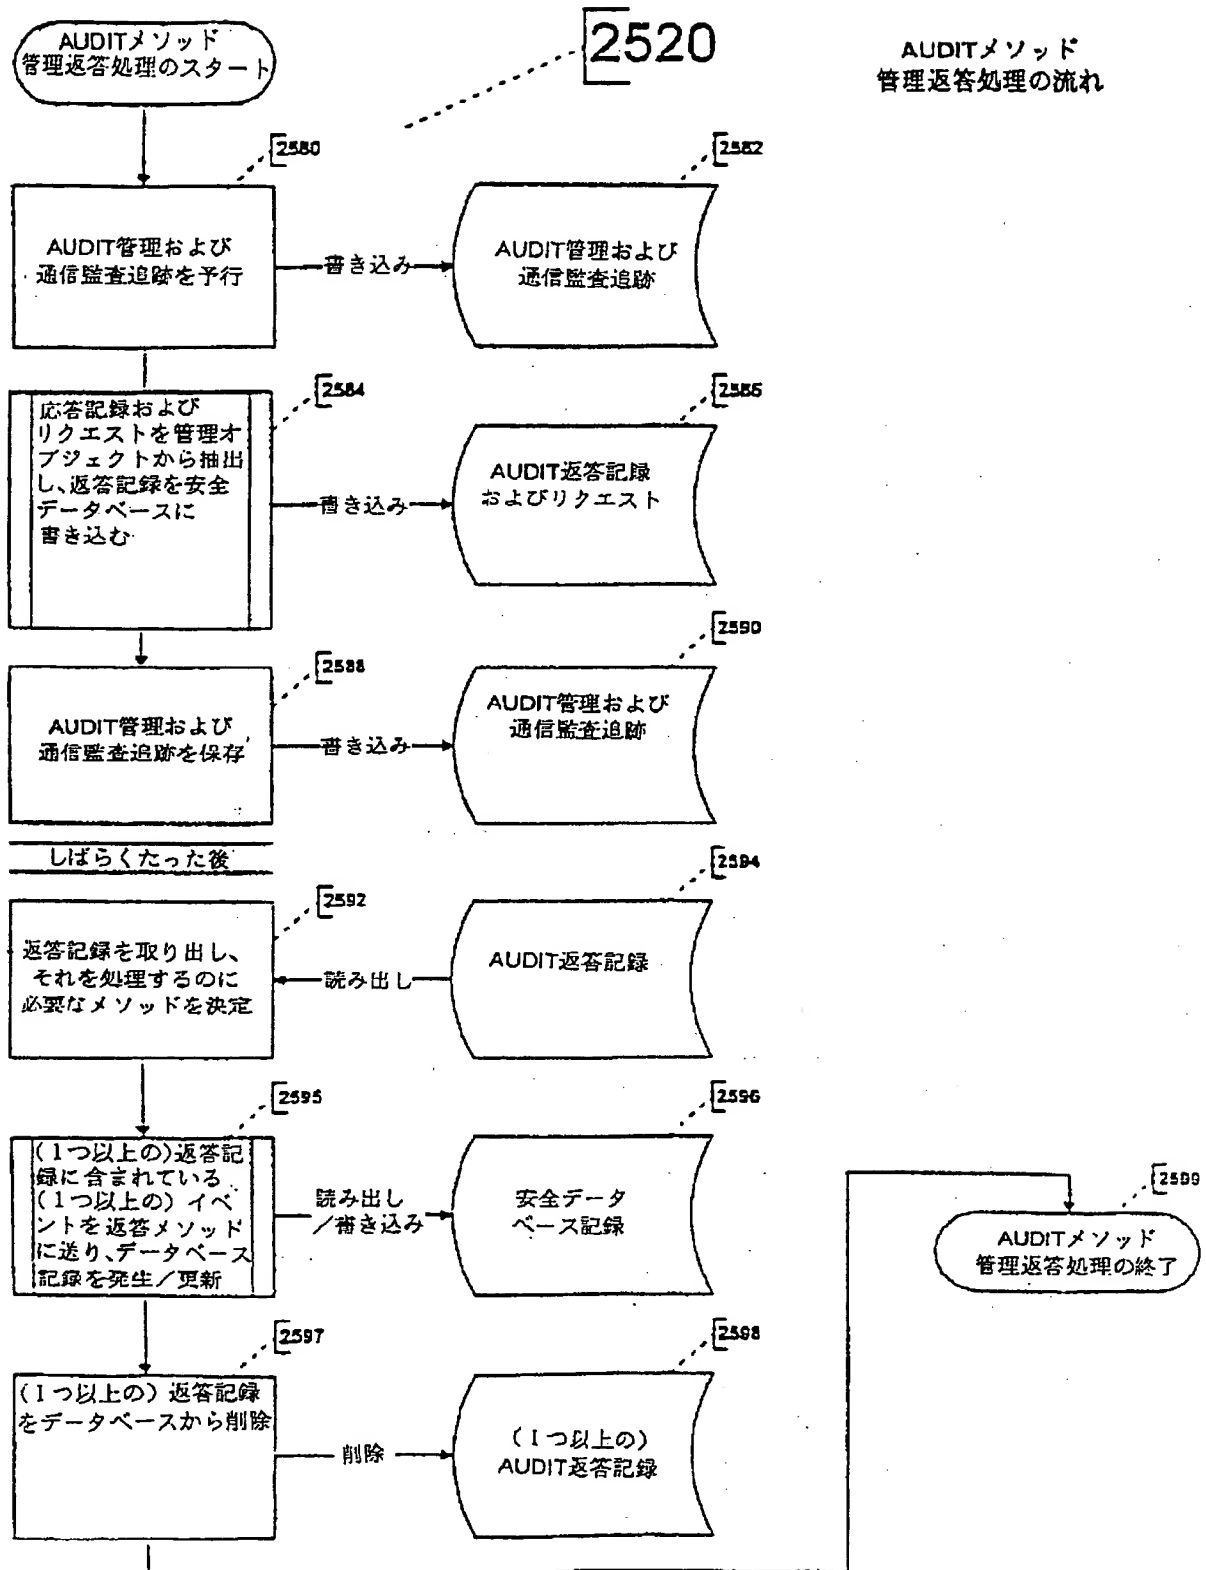 AUDITメソッド
管理返答処理のスタート
2520
AUDITメソッド
管理返答処理の流れ
2580
2582
AUDIT管理および
通信監査追跡を予行
書き込み
AUDIT管理および
通信監査追跡
2584
2586
応答記録および
リクエストを管理オ
ブジェクトから抽出
し、返答記録を安全
データベースに
書き込む
書き込み
AUDIT返答記録
およびリクエスト
2588
2590
AUDIT管理および
通信監査追跡を保存
書き込み
AUDIT管理および
通信監査追跡
しばらくたった後
2592
2594
返答記録を取り出し、
それを処理するのに
必要なメソッドを決定
読み出し
AUDIT返答記録
2595
2596
(1つ以上の)返答記
録に含まれている
(1つ以上の) イベ
ントを返答メソッド
に送り、データベース
記録を発生/更新
読み出し
/書き込み
安全データ
ベース記録
2599
AUDITメソッド
管理返答処理の終了
2597
2598
(1つ以上の) 返答記録
をデータベースから削除
削除
(1つ以上の)
AUDIT返答記録